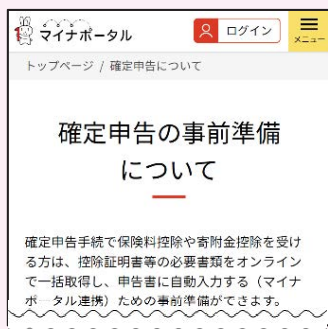 マイナポータル
ログイン
メニュー
トップページ / 確定申告について
確定申告の事前準備
について
確定申告手続で保険料控除や寄附金控除を受け
る方は、控除証明書等の必要書類をオンライン
で一括取得し、申告書に自動入力する（マイナ
ポータル連携）ための事前準備ができます。